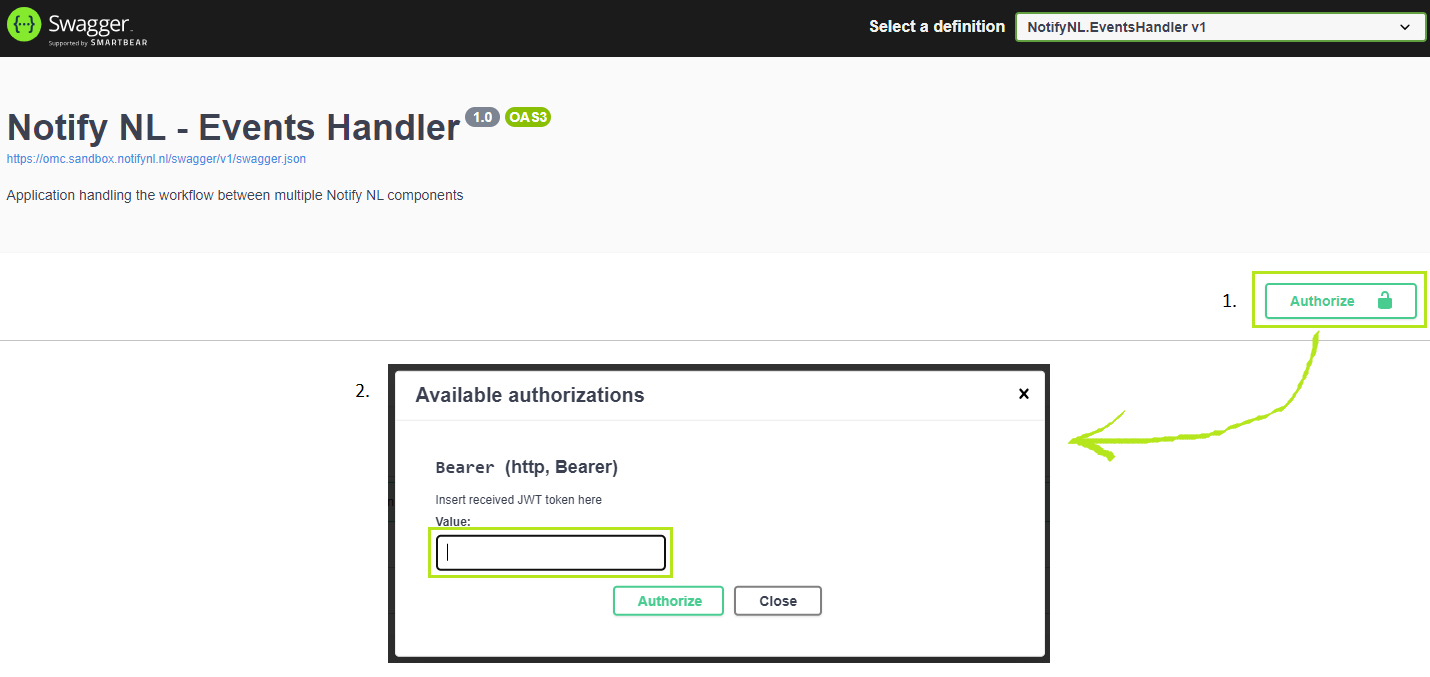 Swagger
Supported by SMARTBEAR
Select a definition
NotifyNL.EventsHandler v1
Notify NL - Events Handler 1.0 OAS3
https://omc.sandbox.notifynl.nl/swagger/v1/swagger.json
Application handling the workflow between multiple Notify NL components
1.
Authorize
2.
Available authorizations
Bearer (http, Bearer)
Insert received JWT token here
Value:
Authorize
Close